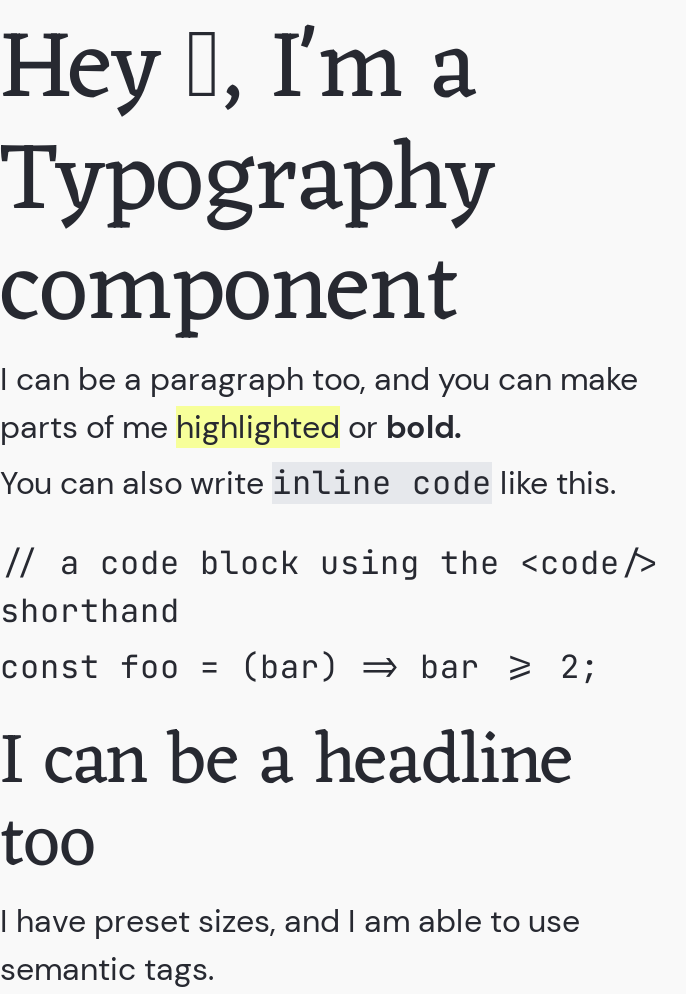 Hey , I'm a
Typography
component
I can be a paragraph too, and you can make
parts of me highlighted or bold.
You can also write inline code like this.
// a code block using the <code/>
shorthand
const foo = (bar) => bar >= 2;
I can be a headline
too
I have preset sizes, and I am able to use
semantic tags.